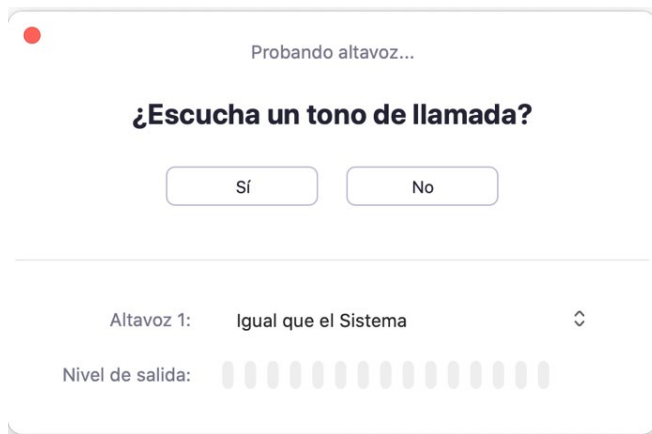 Probando altavoz...
¿Escucha un tono de llamada?
Sí No
Altavoz 1: Igual que el Sistema
Nivel de salida: